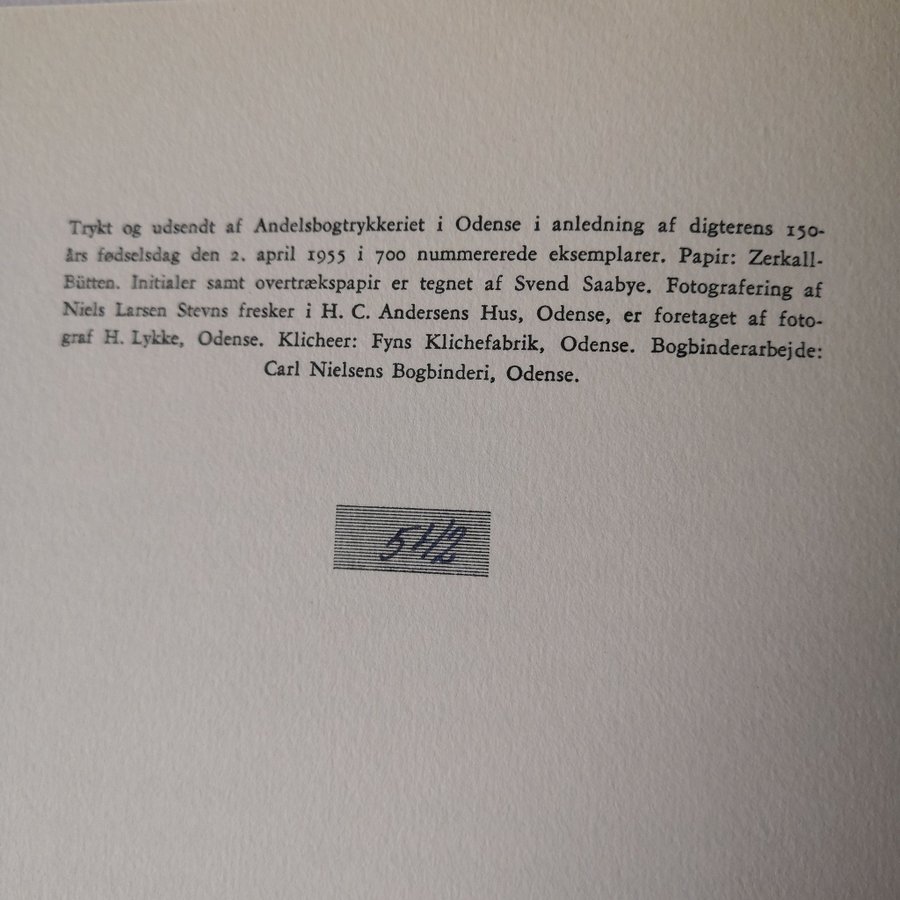 Trykt og udsendt af Andelsbogtrykkeriet i Odense i anledning af digterens 150-
års fødselsdag den 2. april 1955 i 700 nummererede eksemplarer. Papir: Zerkall-
Bütten. Initialer samt overtrækspapir er tegnet af Svend Saabye. Fotografering af
Niels Larsen Stevns fresker i H. C. Andersens Hus, Odense, er foretaget af foto-
graf H. Lykke, Odense. Klicheer: Fyns Klichefabrik, Odense. Bogbinderarbejde:
Carl Nielsens Bogbinderi, Odense.